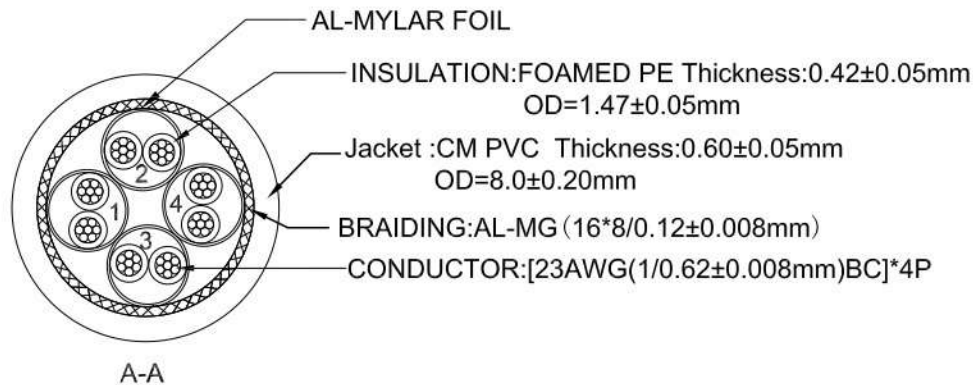 AL-MYLAR FOIL
INSULATION:FOAMED PE Thickness:0.42±0.05mm
OD=1.47±0.05mm
Jacket :CM PVC Thickness:0.60±0.05mm
OD=8.0±0.20mm
BRAIDING:AL-MG(16*8/0.12±0.008mm)
CONDUCTOR:[23AWG(1/0.62±0.008mm)BC]*4P
2
1
4
3
A-A